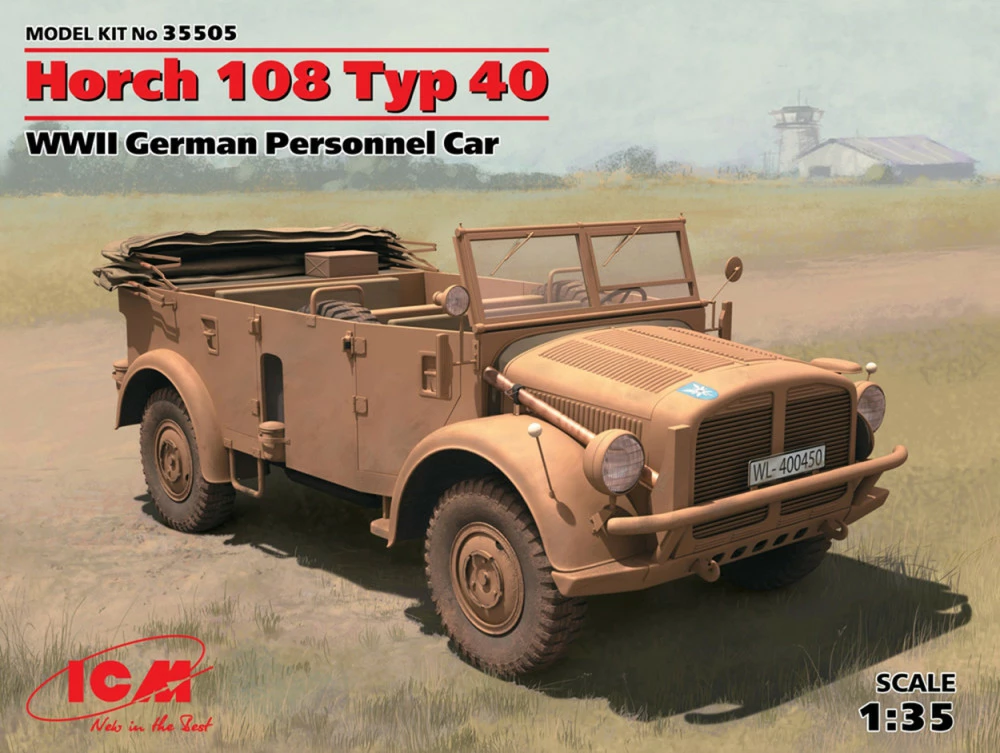 MODEL KIT No 35505
Horch 108 Typ 40
WWII German Personnel Car
WL-400450
ICM
New in the Best
SCALE
1:35